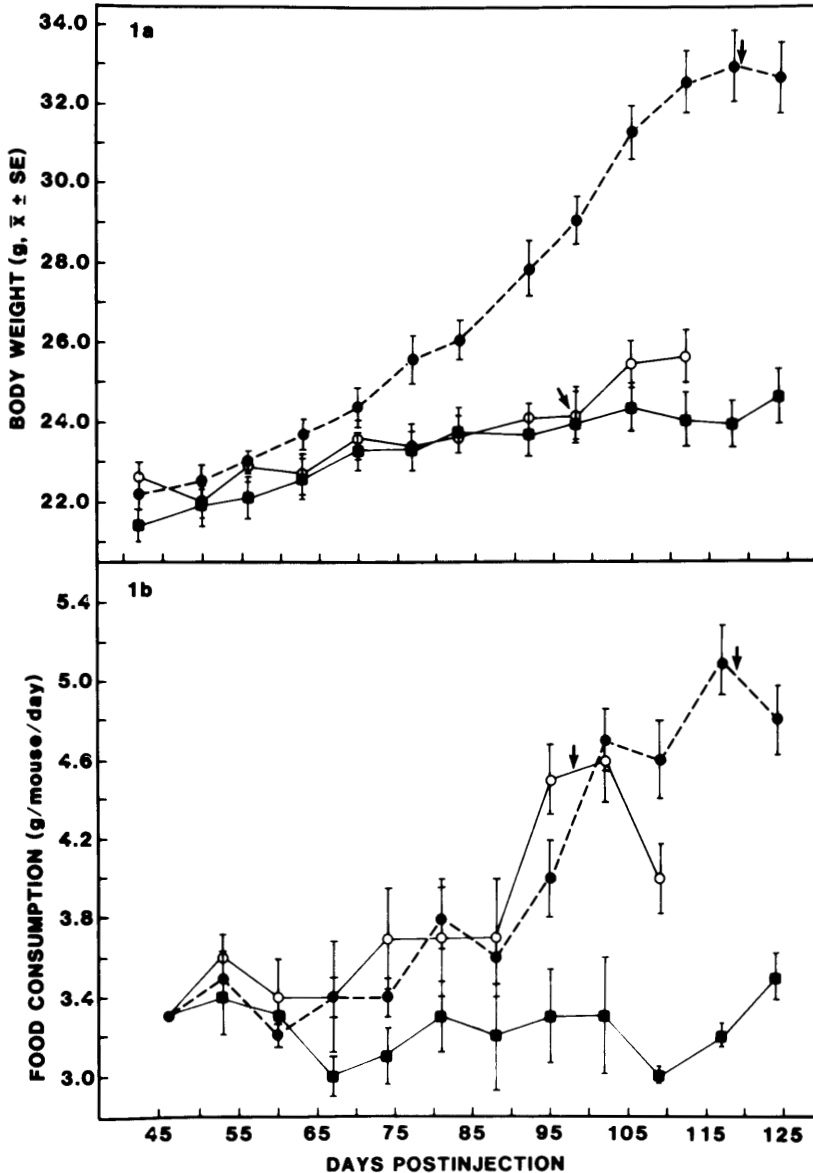 1a
34.0
32.0
30.0
28.0
26.0
24.0
22.0
BODY WEIGHT (g, x̄ ± SE)
1b
5.4
5.0
4.6
4.2
3.8
3.4
3.0
FOOD CONSUMPTION (g/mouse/day)
45 55 65 75 85 95 105 115 125
DAYS POSTINJECTION